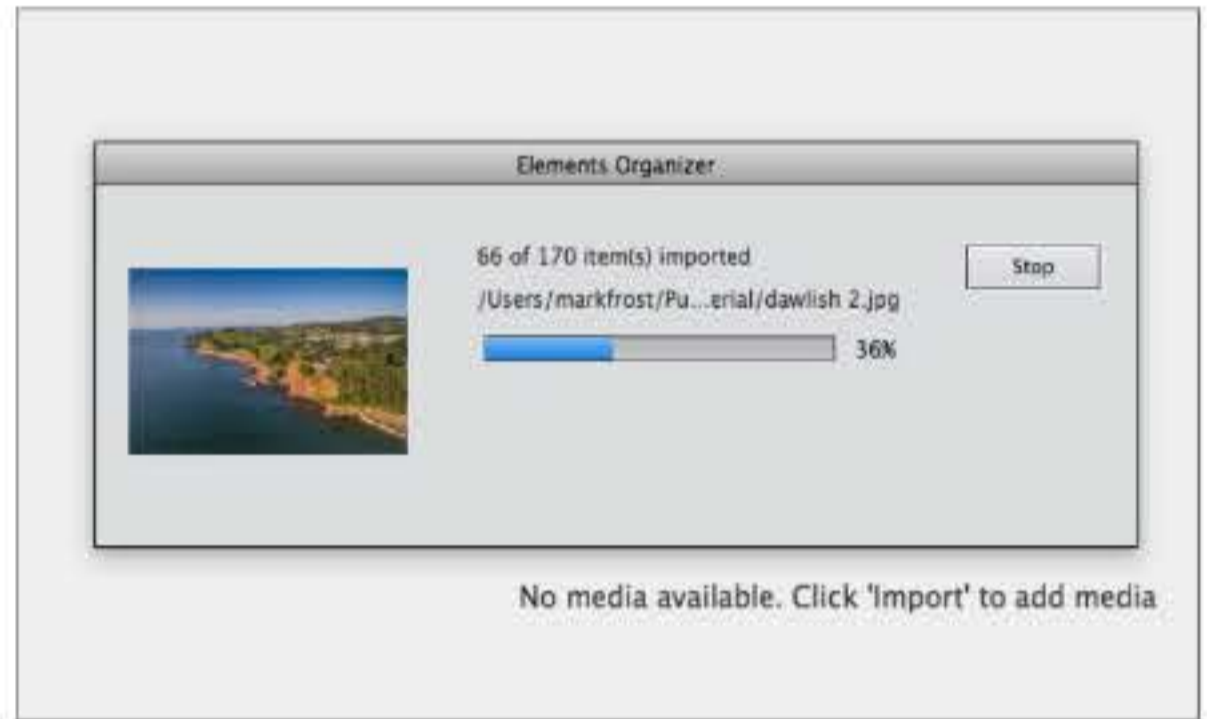 Elements Organizer
66 of 170 item(s) imported
Stop
/Users/markfrost/Pu...erial/dawlish 2.jpg
36%
No media available. Click 'Import' to add media